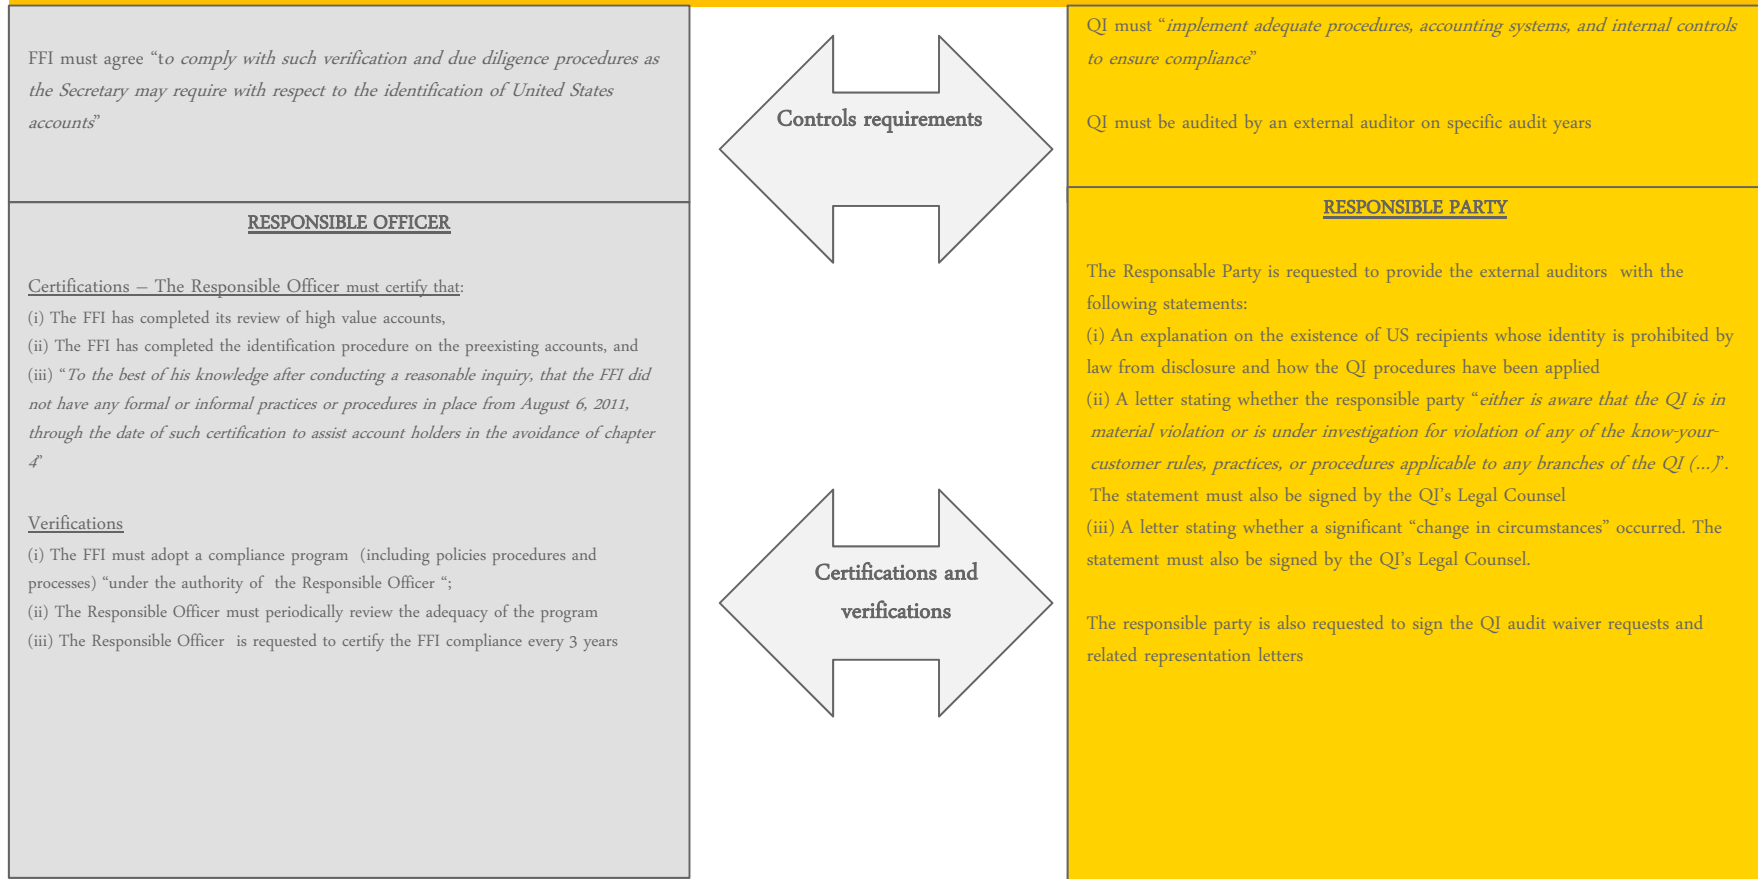 FFI must agree “to comply with such verification and due diligence procedures as
the Secretary may require with respect to the identification of United States
accounts”
RESPONSIBLE OFFICER
Certifications – The Responsible Officer must certify that:
(i) The FFI has completed its review of high value accounts,
(ii) The FFI has completed the identification procedure on the preexisting accounts, and
(iii) “To the best of his knowledge after conducting a reasonable inquiry, that the FFI did
not have any formal or informal practices or procedures in place from August 6, 2011,
through the date of such certification to assist account holders in the avoidance of chapter
4”
Verifications
(i) The FFI must adopt a compliance program (including policies procedures and
processes) “under the authority of the Responsible Officer “;
(ii) The Responsible Officer must periodically review the adequacy of the program
(iii) The Responsible Officer is requested to certify the FFI compliance every 3 years
Controls requirements
Certifications and
verifications
QI must “implement adequate procedures, accounting systems, and internal controls
to ensure compliance”
QI must be audited by an external auditor on specific audit years
RESPONSIBLE PARTY
The Responsable Party is requested to provide the external auditors with the
following statements:
(i) An explanation on the existence of US recipients whose identity is prohibited by
law from disclosure and how the QI procedures have been applied
(ii) A letter stating whether the responsible party “either is aware that the QI is in
material violation or is under investigation for violation of any of the know-your-
customer rules, practices, or procedures applicable to any branches of the QI (…)”.
The statement must also be signed by the QI’s Legal Counsel
(iii) A letter stating whether a significant “change in circumstances” occurred. The
statement must also be signed by the QI’s Legal Counsel.
The responsible party is also requested to sign the QI audit waiver requests and
related representation letters